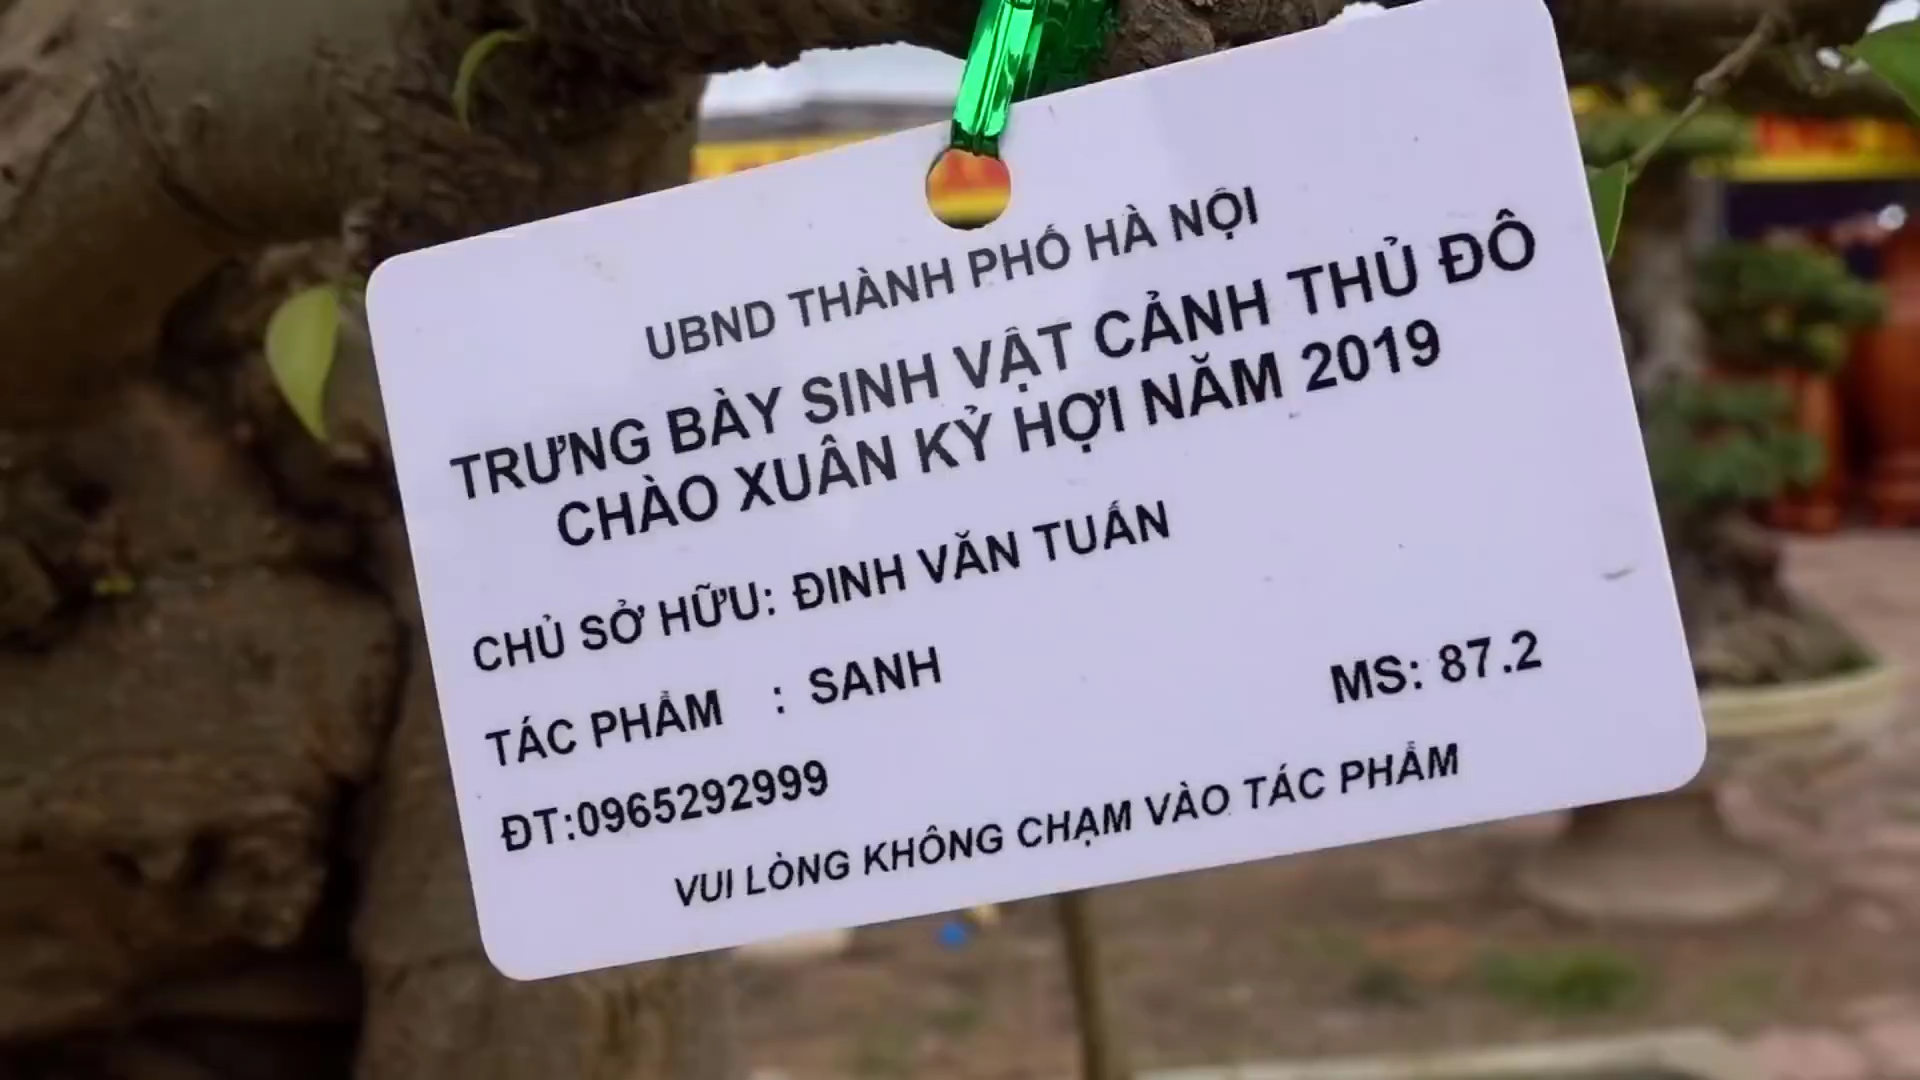 UBND THÀNH PHỐ HÀ NỘI
TRƯNG BÀY SINH VẬT CẢNH THỦ ĐÔ
CHÀO XUÂN KỶ HỢI NĂM 2019
CHỦ SỞ HỮU: ĐINH VĂN TUẤN
TÁC PHẨM : SANH MS: 87.2
ĐT:0965292999
VUI LÒNG KHÔNG CHẠM VÀO TÁC PHẨM